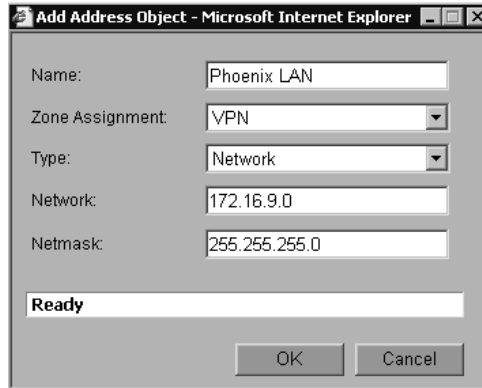 Add Address Object - Microsoft Internet Explorer
Name: Phoenix LAN
Zone Assignment: VPN
Type: Network
Network: 172.16.9.0
Netmask: 255.255.255.0
Ready
OK Cancel